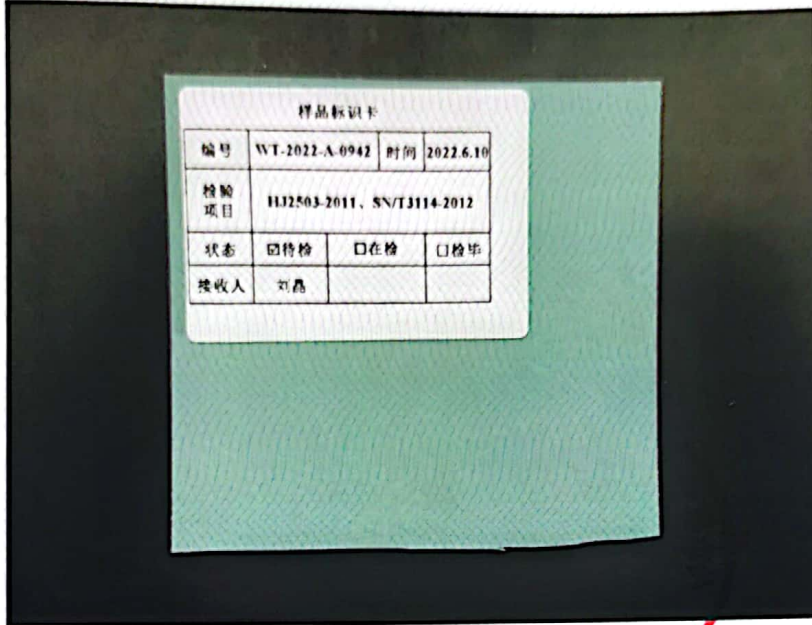 样品标识卡
编号 WT-2022-A-0942 时间 2022.6.10
检验项目 HJ2503-2011、SN/T3114-2012
状态 ☑待检 □在检 □检毕
接收人 刘晶